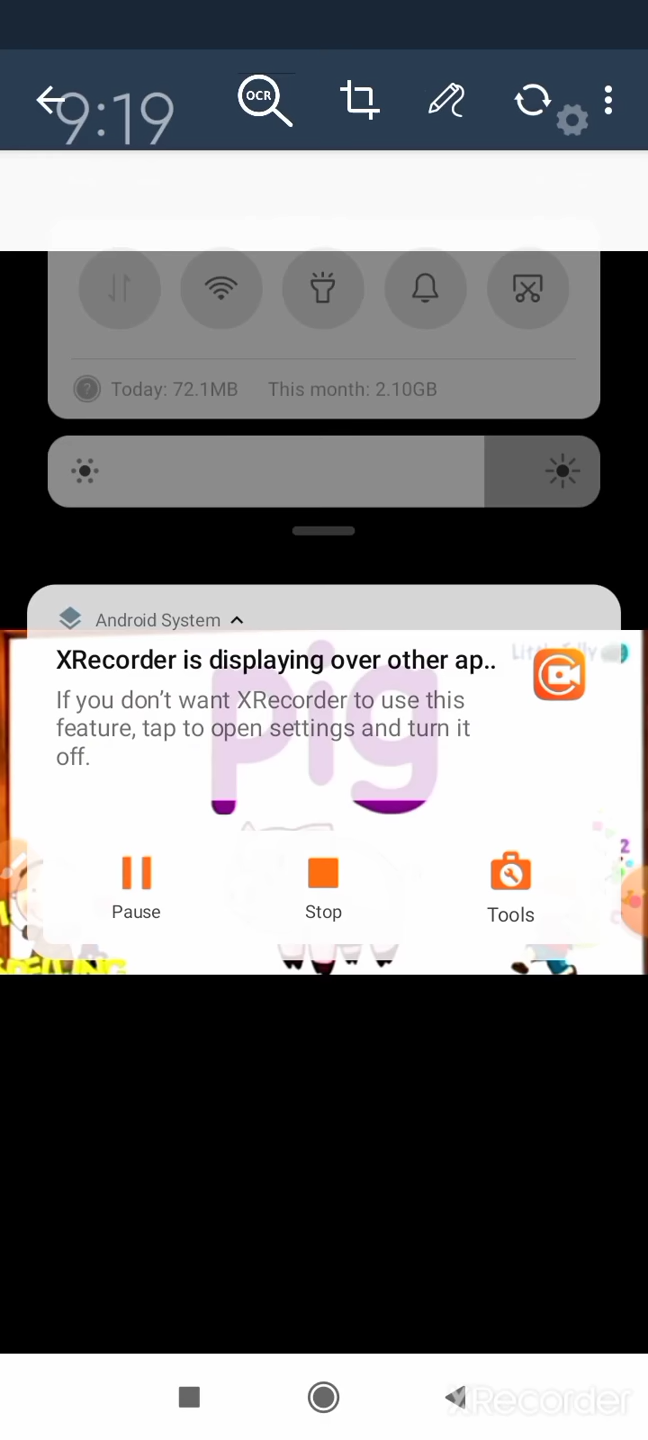 9:19
OCR
Today: 72.1MB This month: 2.10GB
Android System
XRecorder is displaying over other ap..
If you don't want XRecorder to use this
feature, tap to open settings and turn it
off.
pig
Pause
Stop
Tools
XRecorder